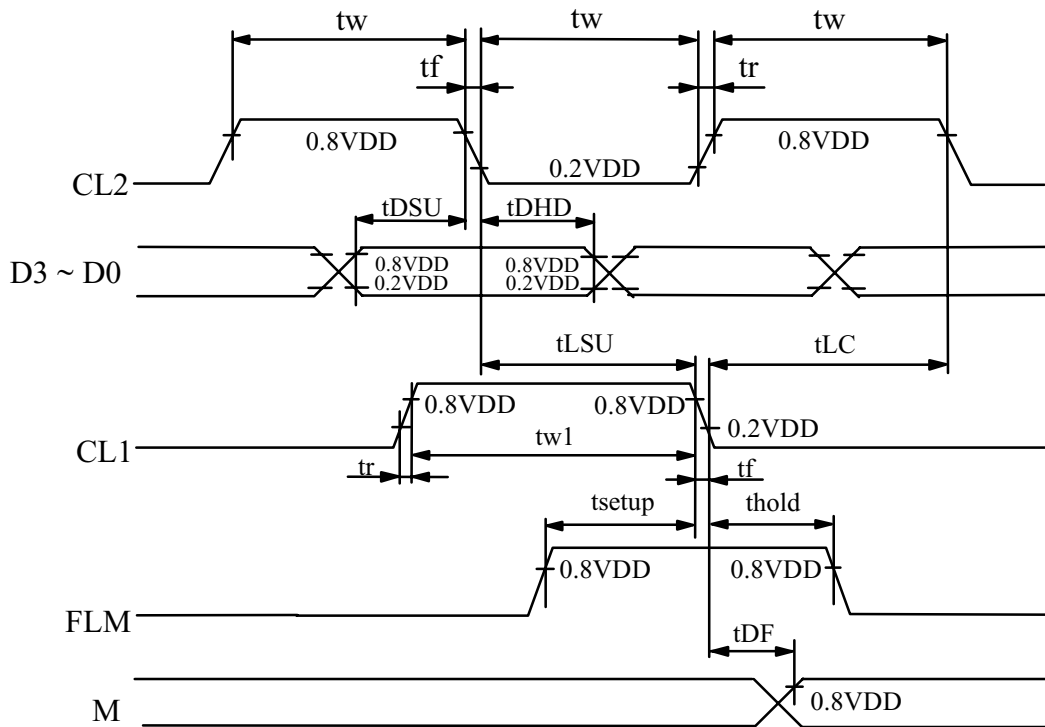 tw tw tw
tf tr
0.8VDD 0.2VDD 0.8VDD
CL2
tDSU tDHD
D3 ~ D0
0.8VDD 0.8VDD
0.2VDD 0.2VDD
tLSU tLC
0.8VDD 0.8VDD
0.2VDD
CL1
tw1
tr tf
tsetup thold
0.8VDD 0.8VDD
FLM
tDF
0.8VDD
M